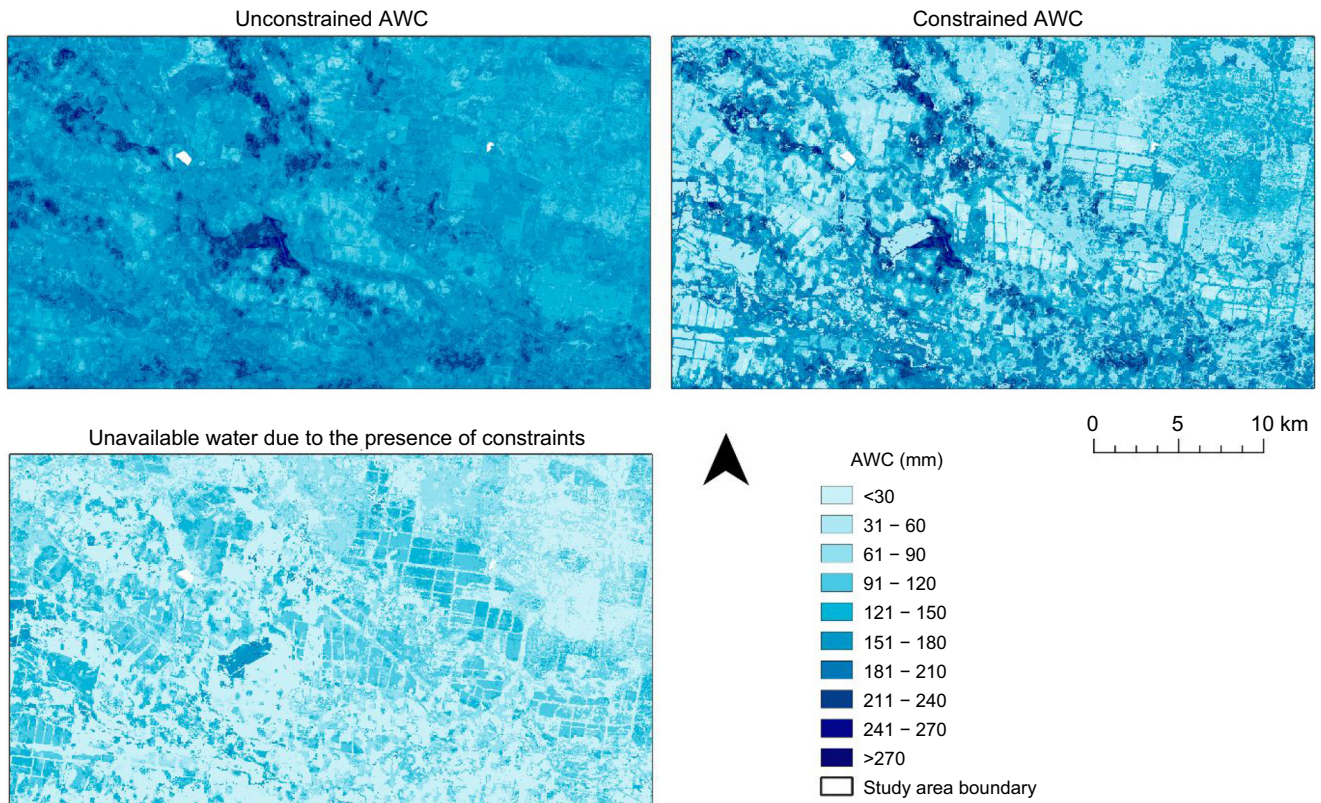 Unconstrained AWC
Constrained AWC
Unavailable water due to the presence of constraints
0 5 10 km
AWC (mm)
<30
31 – 60
61 – 90
91 – 120
121 – 150
151 – 180
181 – 210
211 – 240
241 – 270
>270
Study area boundary